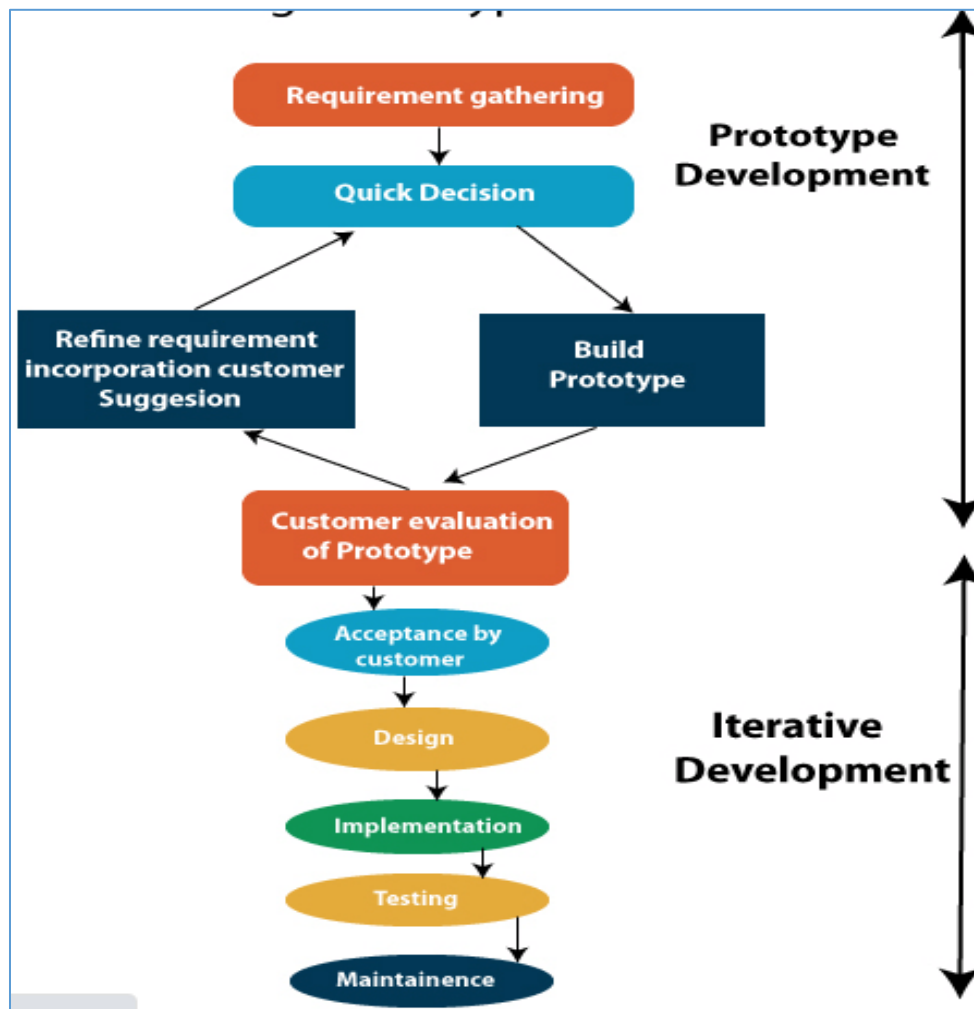 Requirement gathering
Prototype
Development
Quick Decision
Refine requirement
incorporation customer
Suggesion
Build
Prototype
Customer evaluation
of Prototype
Acceptance by
customer
Design
Iterative
Development
Implementation
Testing
Maintainence